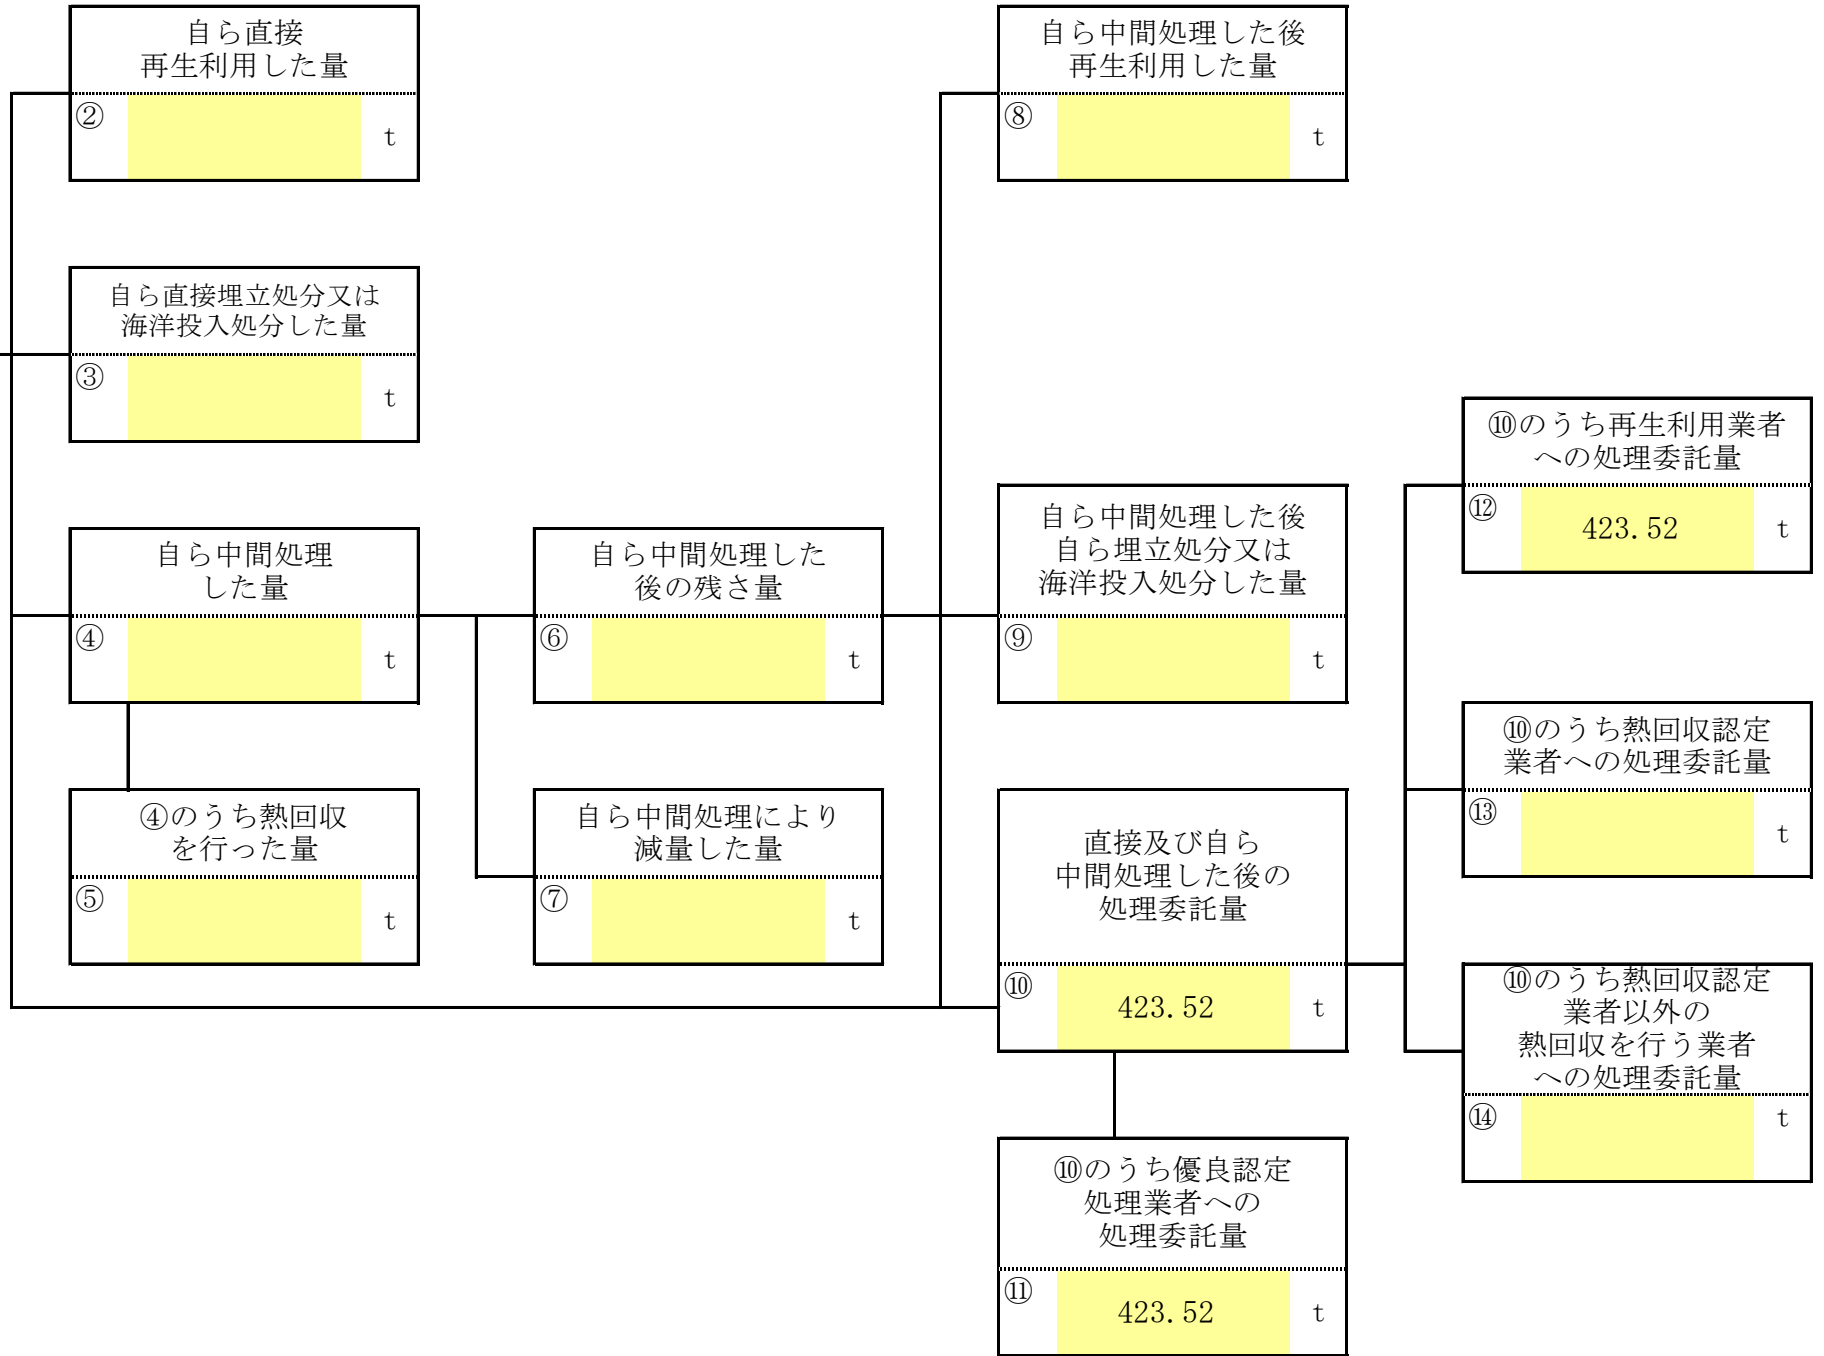 自ら直接
再生利用した量
②
t
自ら中間処理した後
再生利用した量
⑧
t
自ら直接埋立処分又は
海洋投入処分した量
③
t
⑩のうち再生利用業者
への処理委託量
⑫
423.52
t
自ら中間処理
した量
④
t
自ら中間処理した
後の残さ量
⑥
t
自ら中間処理した後
自ら埋立処分又は
海洋投入処分した量
⑨
t
⑩のうち熱回収認定
業者への処理委託量
⑬
t
④のうち熱回収
を行った量
⑤
t
自ら中間処理により
減量した量
⑦
t
直接及び自ら
中間処理した後の
処理委託量
⑩
423.52
t
⑩のうち熱回収認定
業者以外の
熱回収を行う業者
への処理委託量
⑭
t
⑩のうち優良認定
処理業者への
処理委託量
⑪
423.52
t